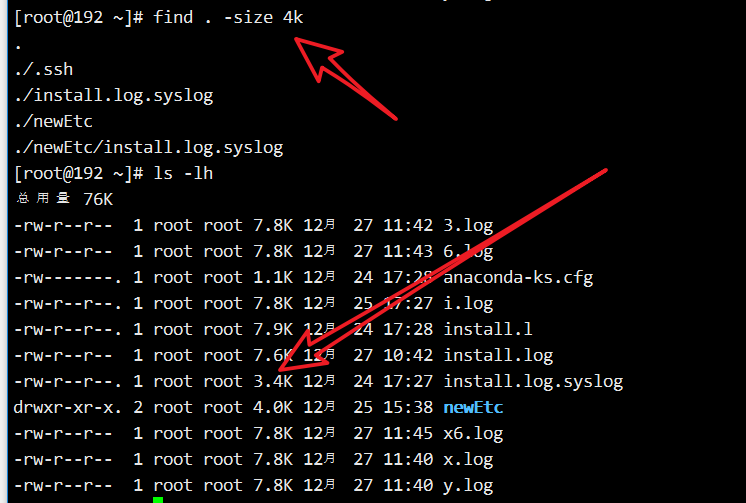 [root@192 ~]# find . -size 4k
.
./.ssh
./install.log.syslog
./newEtc
./newEtc/install.log.syslog
[root@192 ~]# ls -lh
总用量 76K
-rw-r--r-- 1 root root 7.8K 12月 27 11:42 3.log
-rw-r--r-- 1 root root 7.8K 12月 27 11:43 6.log
-rw-------. 1 root root 1.1K 12月 24 17:28 anaconda-ks.cfg
-rw-r--r--. 1 root root 7.8K 12月 25 17:27 i.log
-rw-r--r--. 1 root root 7.9K 12月 24 17:28 install.l
-rw-r--r-- 1 root root 7.6K 12月 27 10:42 install.log
-rw-r--r--. 1 root root 3.4K 12月 24 17:27 install.log.syslog
drwxr-xr-x. 2 root root 4.0K 12月 25 15:38 newEtc
-rw-r--r-- 1 root root 7.8K 12月 27 11:45 x6.log
-rw-r--r-- 1 root root 7.8K 12月 27 11:40 x.log
-rw-r--r-- 1 root root 7.8K 12月 27 11:40 y.log